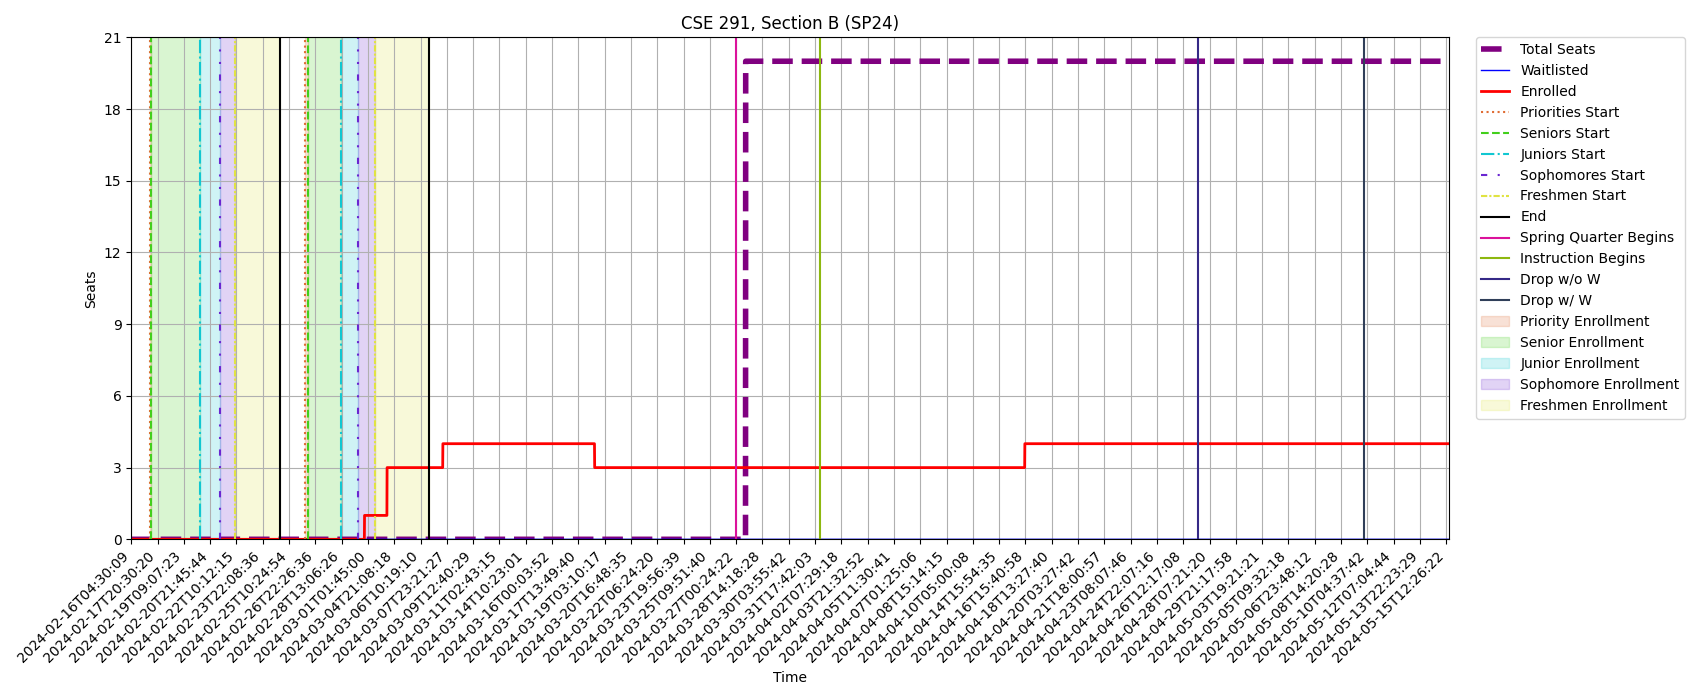 CSE 291, Section B (SP24)
21
18
15
12
9
6
3
0
Seats
2024-02-16T04:30:09
2024-02-17T20:30:20
2024-02-19T09:07:23
2024-02-20T21:45:44
2024-02-22T10:12:15
2024-02-23T22:08:36
2024-02-25T10:24:54
2024-02-26T22:26:36
2024-02-28T13:06:26
2024-03-01T01:45:00
2024-03-04T21:08:18
2024-03-06T10:19:10
2024-03-07T23:21:27
2024-03-09T12:40:29
2024-03-11T02:43:15
2024-03-14T10:23:01
2024-03-16T00:03:52
2024-03-17T13:49:40
2024-03-19T03:10:17
2024-03-20T16:48:35
2024-03-22T06:24:20
2024-03-23T19:56:39
2024-03-25T09:51:40
2024-03-27T00:24:22
2024-03-28T14:18:28
2024-03-30T03:55:42
2024-03-31T17:42:03
2024-04-02T07:29:18
2024-04-03T21:32:52
2024-04-05T11:30:41
2024-04-07T01:25:06
2024-04-08T15:14:15
2024-04-10T05:00:08
2024-04-14T15:54:35
2024-04-16T15:40:58
2024-04-18T13:27:40
2024-04-20T03:27:42
2024-04-21T18:00:57
2024-04-23T08:07:46
2024-04-24T22:07:16
2024-04-26T12:17:08
2024-04-28T07:21:20
2024-04-29T21:17:58
2024-05-03T19:21:21
2024-05-05T09:32:18
2024-05-06T23:48:12
2024-05-08T14:20:28
2024-05-10T04:37:42
2024-05-12T07:04:44
2024-05-13T22:23:29
2024-05-15T12:26:22
Time
Total Seats
Waitlisted
Enrolled
Priorities Start
Seniors Start
Juniors Start
Sophomores Start
Freshmen Start
End
Spring Quarter Begins
Instruction Begins
Drop w/o W
Drop w/ W
Priority Enrollment
Senior Enrollment
Junior Enrollment
Sophomore Enrollment
Freshmen Enrollment